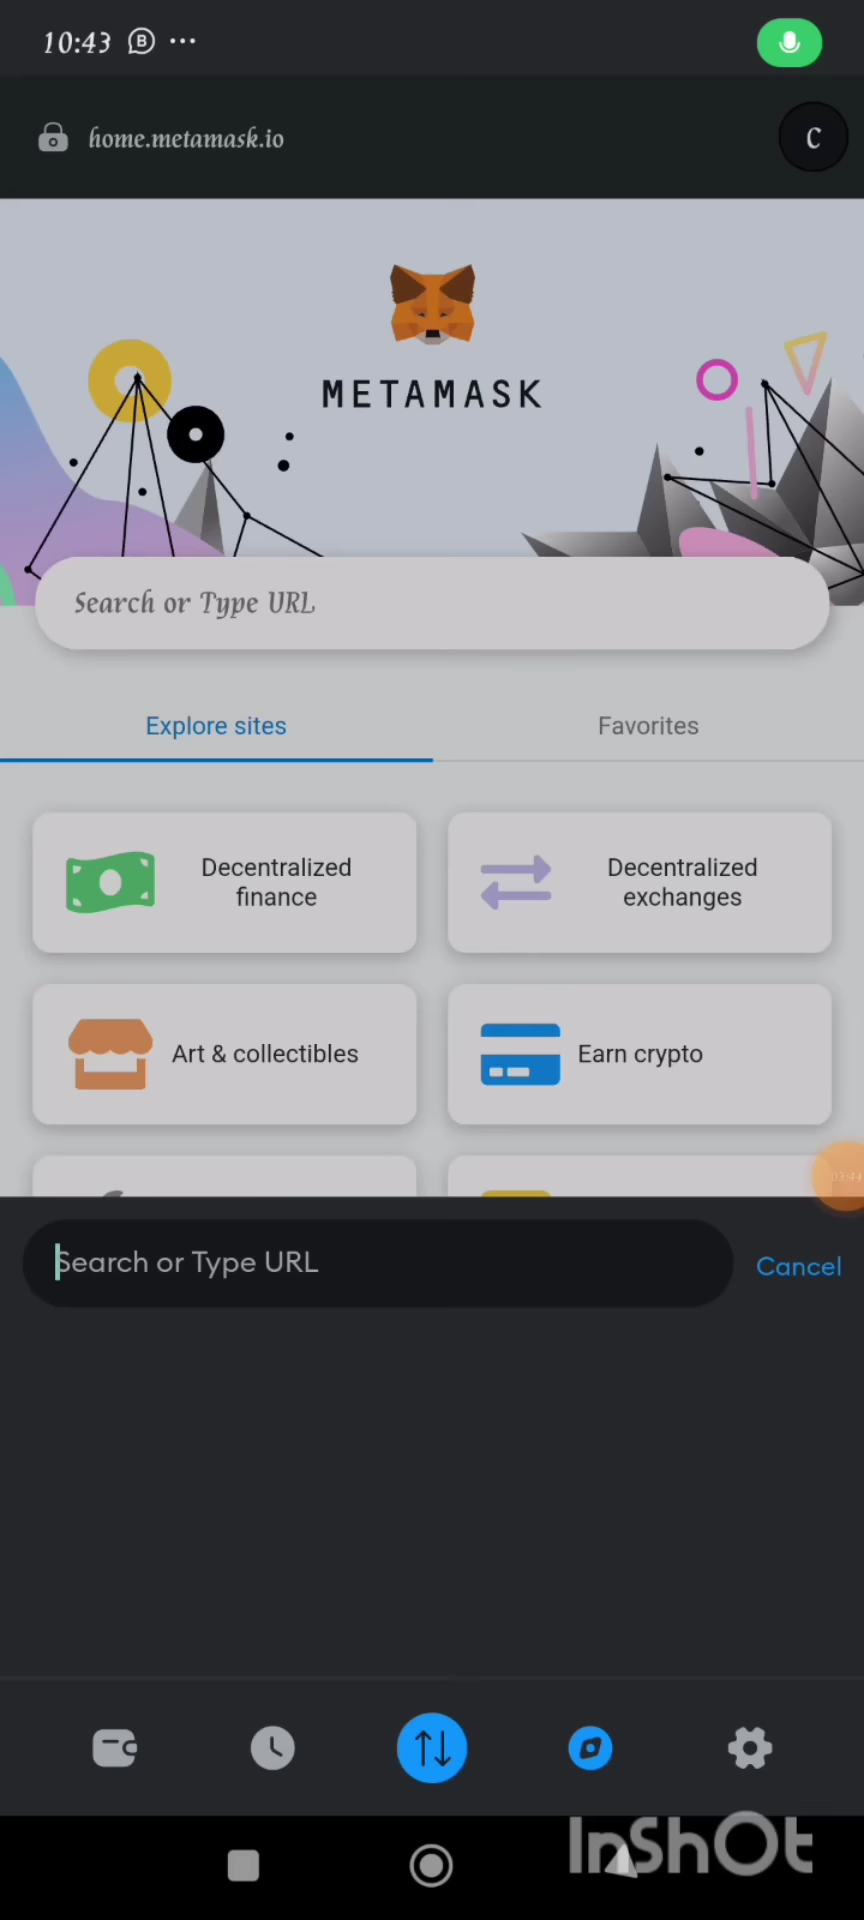 10:43
home.metamask.io
C
METAMASK
Search or Type URL
Explore sites
Favorites
Decentralized
finance
Decentralized
exchanges
Art & collectibles
Earn crypto
Search or Type URL
Cancel
InShOt